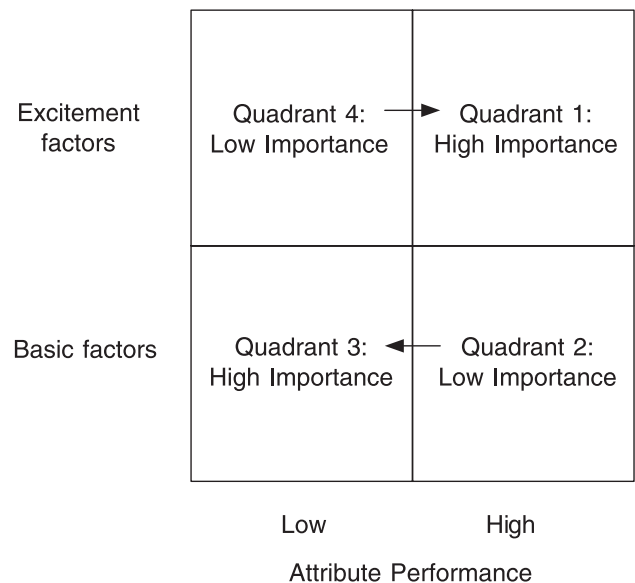 Excitement
factors
Quadrant 4:
Low Importance
Quadrant 1:
High Importance
Basic factors
Quadrant 3:
High Importance
Quadrant 2:
Low Importance
Low
High
Attribute Performance